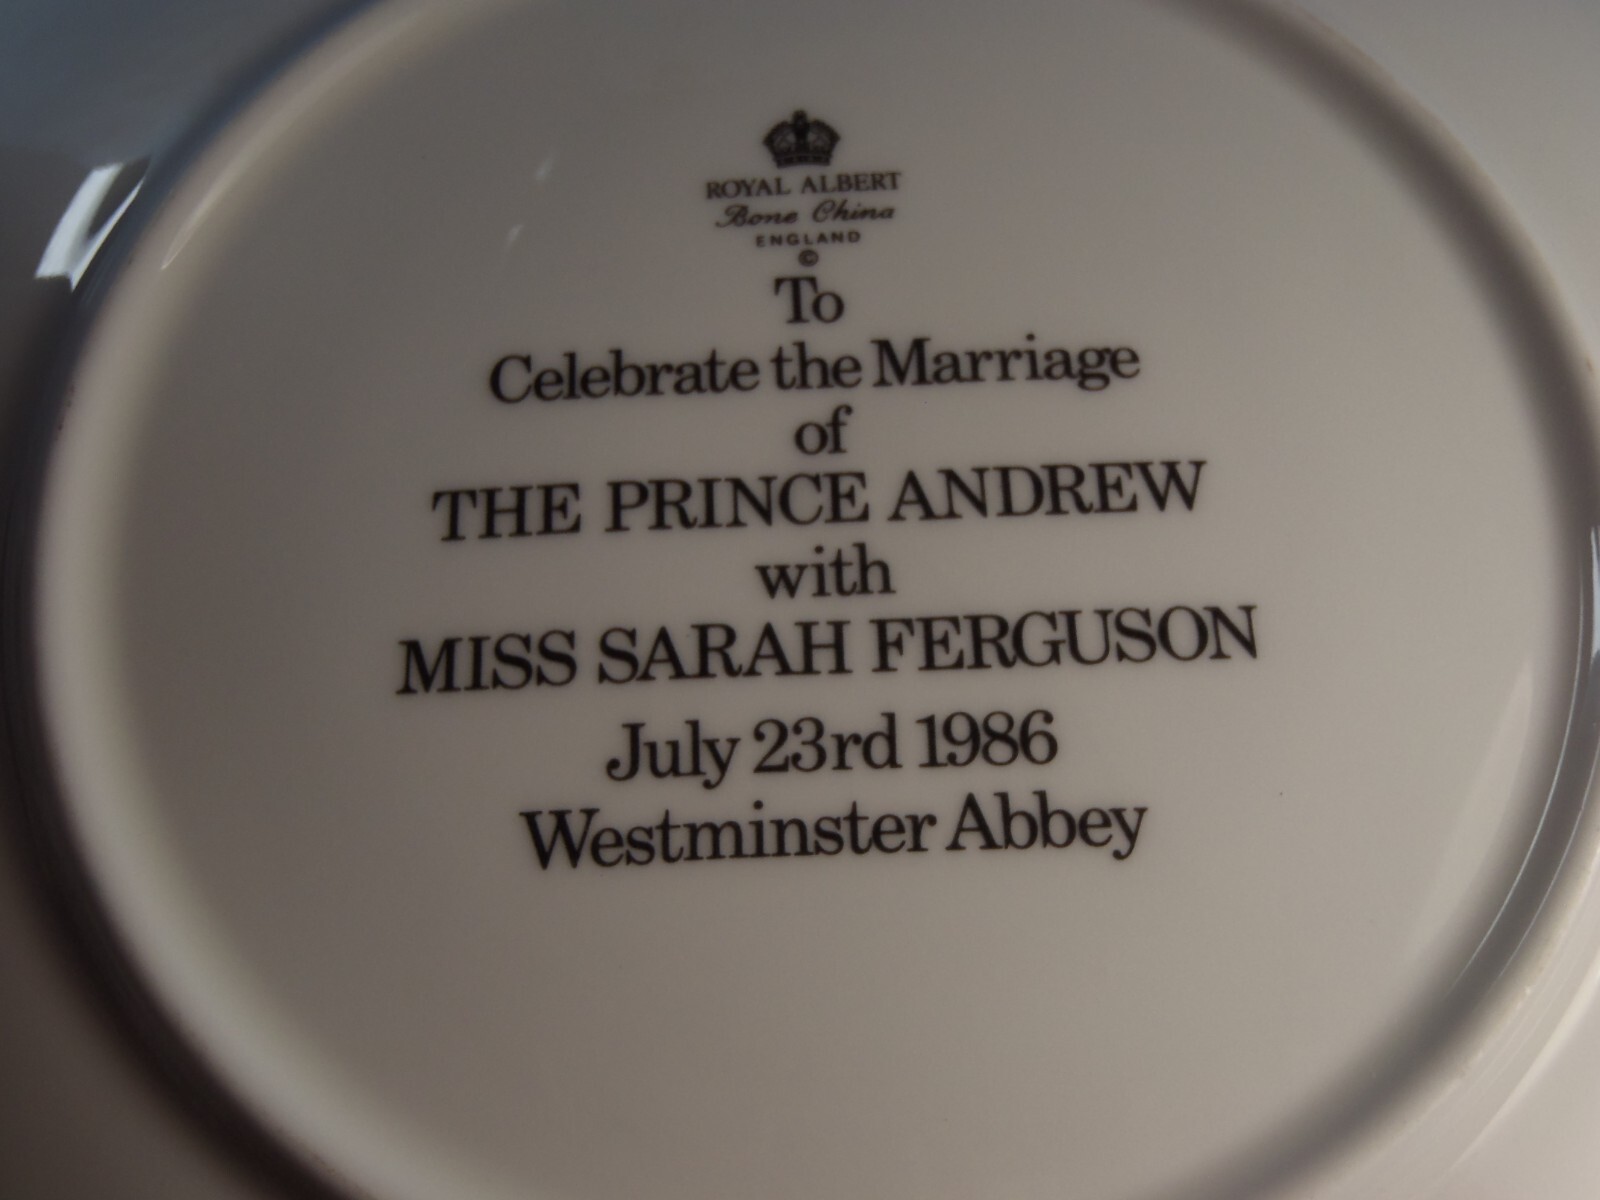 ROYAL ALBERT
Bone China
ENGLAND
©
To
Celebrate the Marriage
of
THE PRINCE ANDREW
with
MISS SARAH FERGUSON
July 23rd 1986
Westminster Abbey